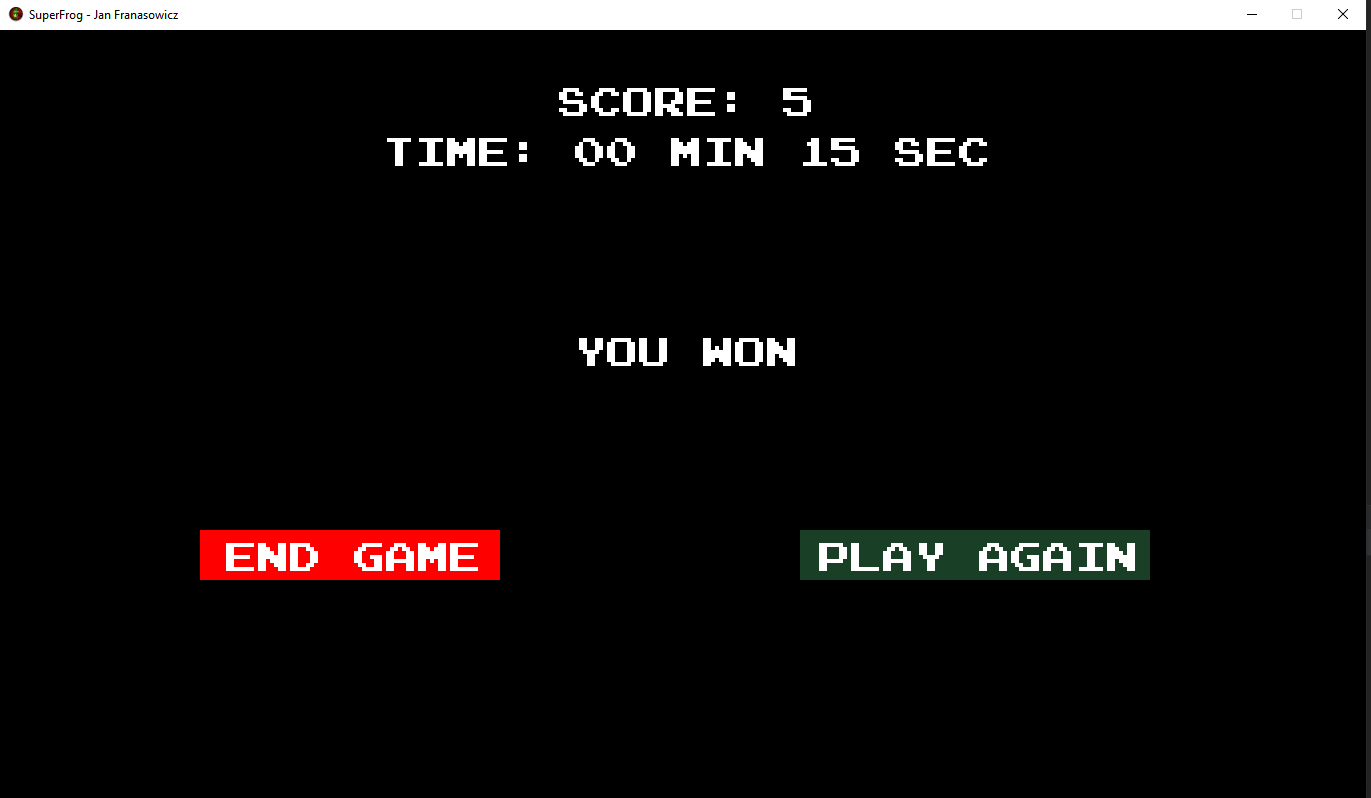 SuperFrog - Jan Franasowicz
SCORE: 5
TIME: 00 MIN 15 SEC
YOU WON
END GAME
PLAY AGAIN